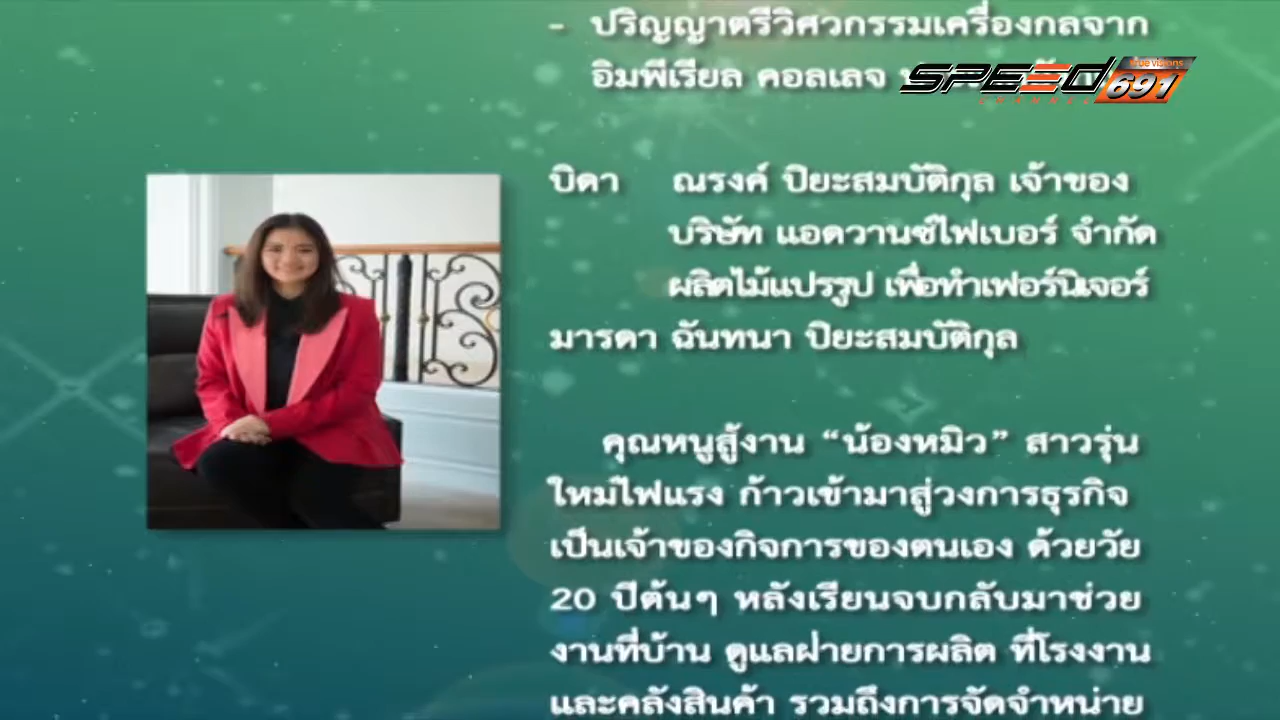 - ปริญญาตรีวิศวกรรมเครื่องกลจาก
อิมพีเรียล คอลเลจ
SPEED
CHANNEL
true visions
691
บิดา ณรงค์ ปิยะสมบัติกุล เจ้าของ
บริษัท แอดวานซ์ไฟเบอร์ จำกัด
ผลิตไม้แปรรูป เพื่อทำเฟอร์นิเจอร์
มารดา ฉันทนา ปิยะสมบัติกุล
คุณหนูสู้งาน “น้องหมิว” สาวรุ่น
ใหม่ไฟแรง ก้าวเข้ามาสู่วงการธุรกิจ
เป็นเจ้าของกิจการของตนเอง ด้วยวัย
20 ปีต้นๆ หลังเรียนจบกลับมาช่วย
งานที่บ้าน ดูแลฝ่ายการผลิต ที่โรงงาน
และคลังสินค้า รวมถึงการจัดจำหน่าย